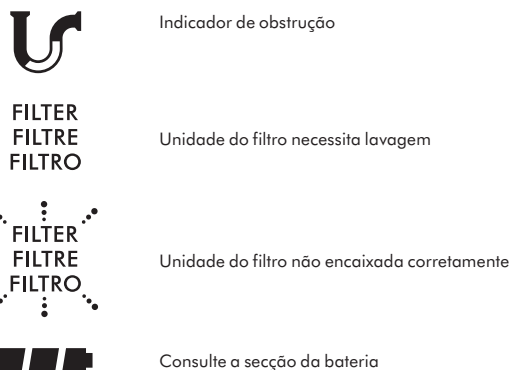 Indicador de obstrução
FILTER
FILTRE
FILTRO
Unidade do filtro necessita lavagem
FILTER
FILTRE
FILTRO
Unidade do filtro não encaixada corretamente
Consulte a secção da bateria